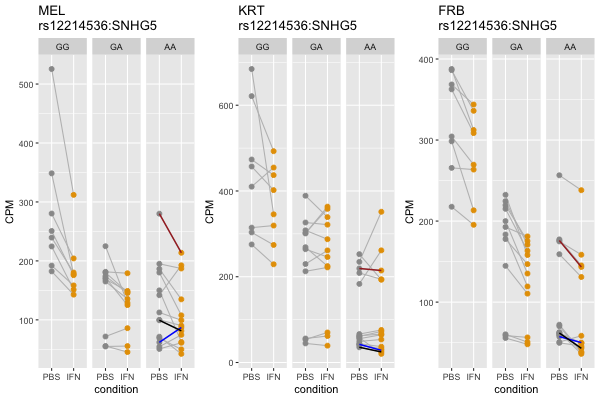 MEL
rs12214536:SNHG5
GG GA AA
500
400
300
200
100
CPM
PBS IFN PBS IFN PBS IFN
condition
KRT
rs12214536:SNHG5
GG GA AA
600
400
200
0
CPM
PBS IFN PBS IFN PBS IFN
condition
FRB
rs12214536:SNHG5
GG GA AA
400
300
200
100
CPM
PBS IFN PBS IFN PBS IFN
condition